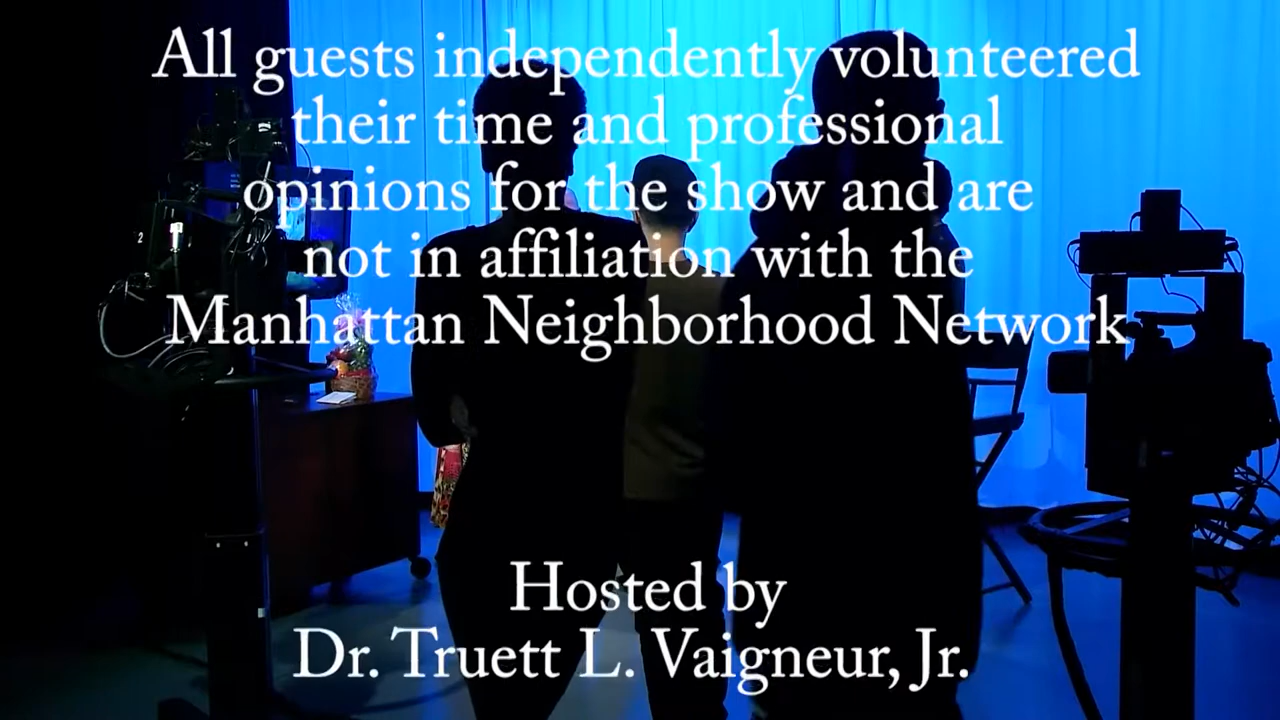 All guests independently volunteered
their time and professional
opinions for the show and are
not in affiliation with the
Manhattan Neighborhood Network
2
Hosted by
Dr. Truett L. Vaigneur, Jr.